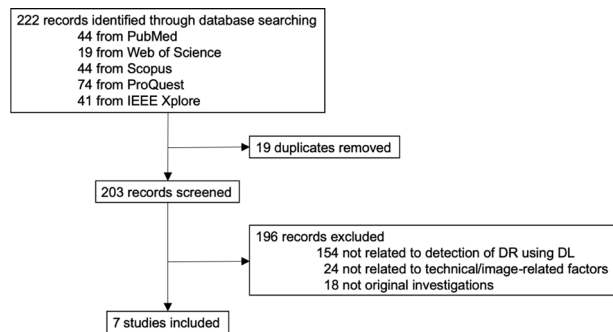 222 records identified through database searching
44 from PubMed
19 from Web of Science
44 from Scopus
74 from ProQuest
41 from IEEE Xplore
19 duplicates removed
203 records screened
196 records excluded
154 not related to detection of DR using DL
24 not related to technical/image-related factors
18 not original investigations
7 studies included